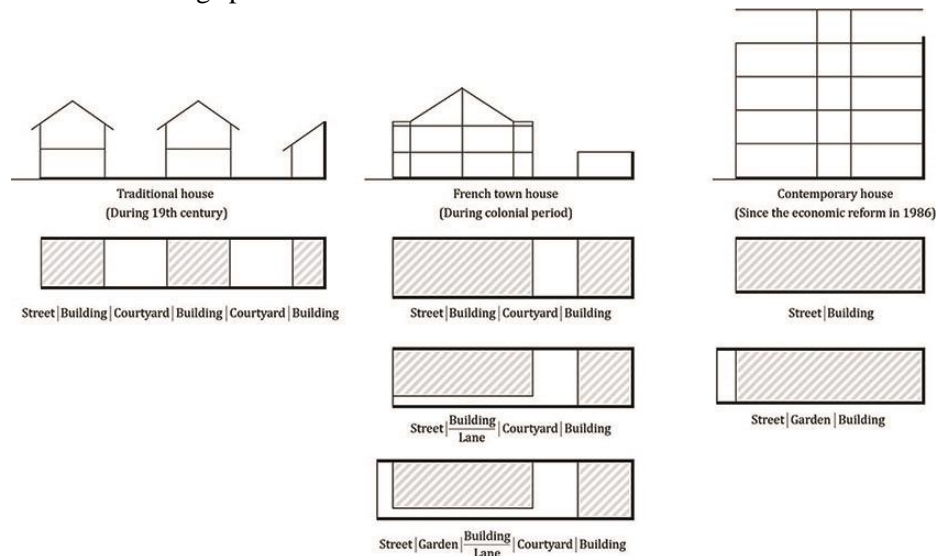 Traditional house
(During 19th century)
French town house
(During colonial period)
Contemporary house
(Since the economic reform in 1986)
Street|Building|Courtyard|Building|Courtyard|Building
Street|Building|Courtyard|Building
Street|Building
Street|Building/Lane|Courtyard|Building
Street|Garden|Building
Street|Garden|Building/Lane|Courtyard|Building